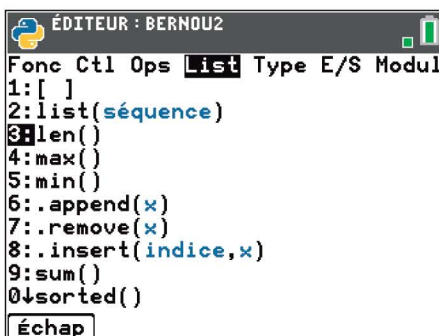 ÉDITEUR : BERNOU2
Fonc Ctl Ops List Type E/S Modul
1:[ ]
2:list(séquence)
3:len()
4:max()
5:min()
6:.append(x)
7:.remove(x)
8:.insert(indice,x)
9:sum()
0↓sorted()
Échap